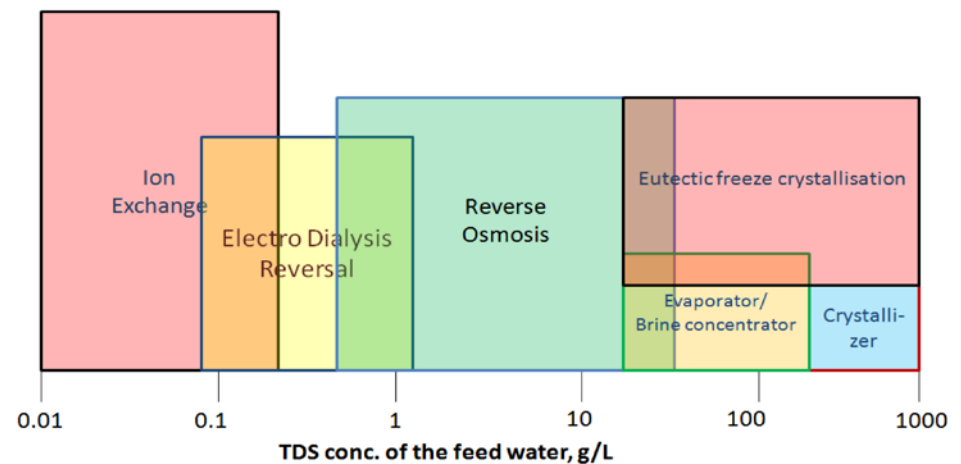 Ion
Exchange
Electro Dialysis
Reversal
Reverse
Osmosis
Eutectic freeze crystallisation
Evaporator/
Brine concentrator
Crystalli-
zer
0.01
0.1
1
10
100
1000
TDS conc. of the feed water, g/L